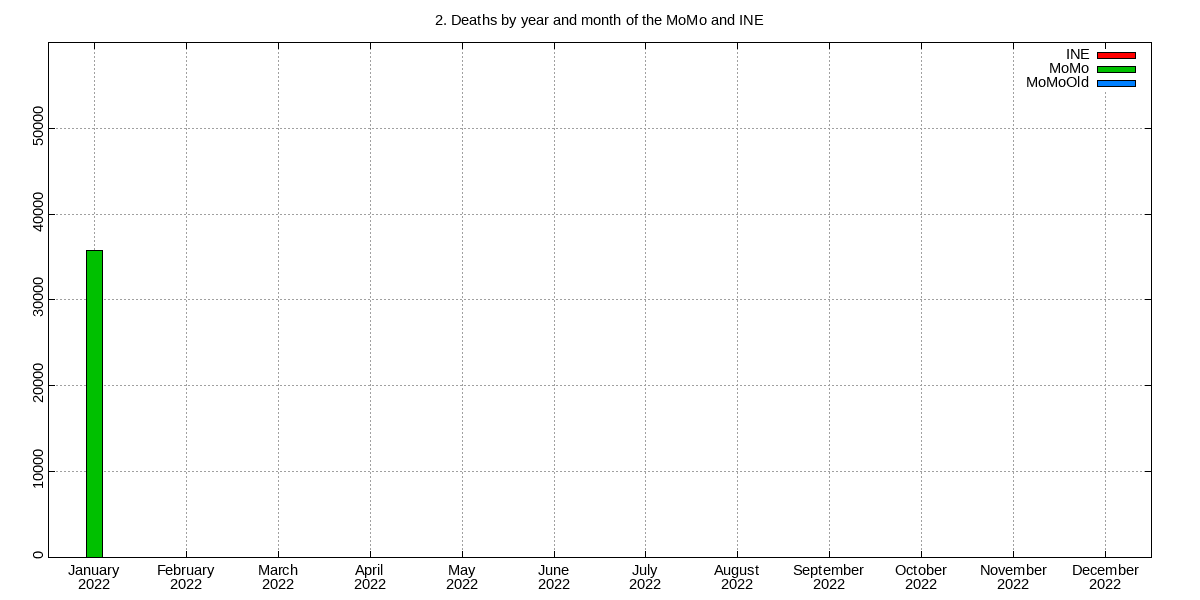 2. Deaths by year and month of the MoMo and INE
INE
MoMo
MoMoOld
50000
40000
30000
20000
10000
0
January February March April May June July August September October November December
2022 2022 2022 2022 2022 2022 2022 2022 2022 2022 2022 2022